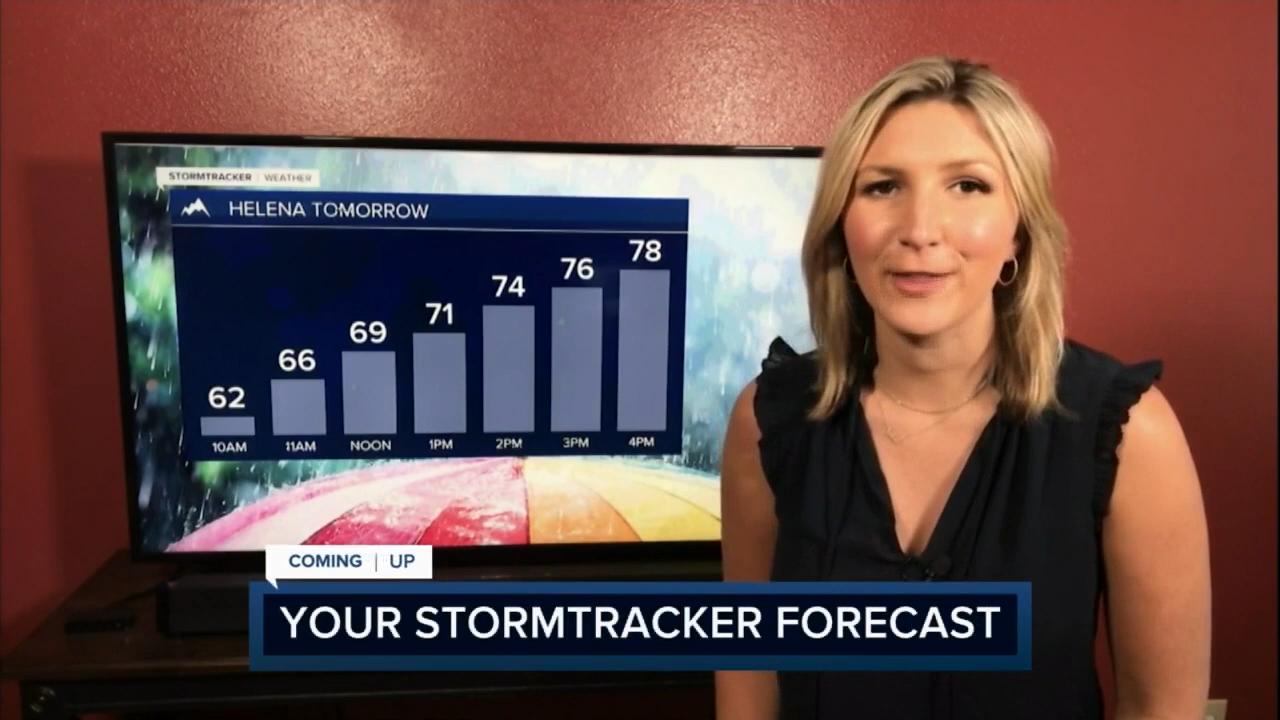 STORMTRACKER | WEATHER
HELENA TOMORROW
62 66 69 71 74 76 78
10AM 11AM NOON 1PM 2PM 3PM 4PM
COMING | UP
YOUR STORMTRACKER FORECAST